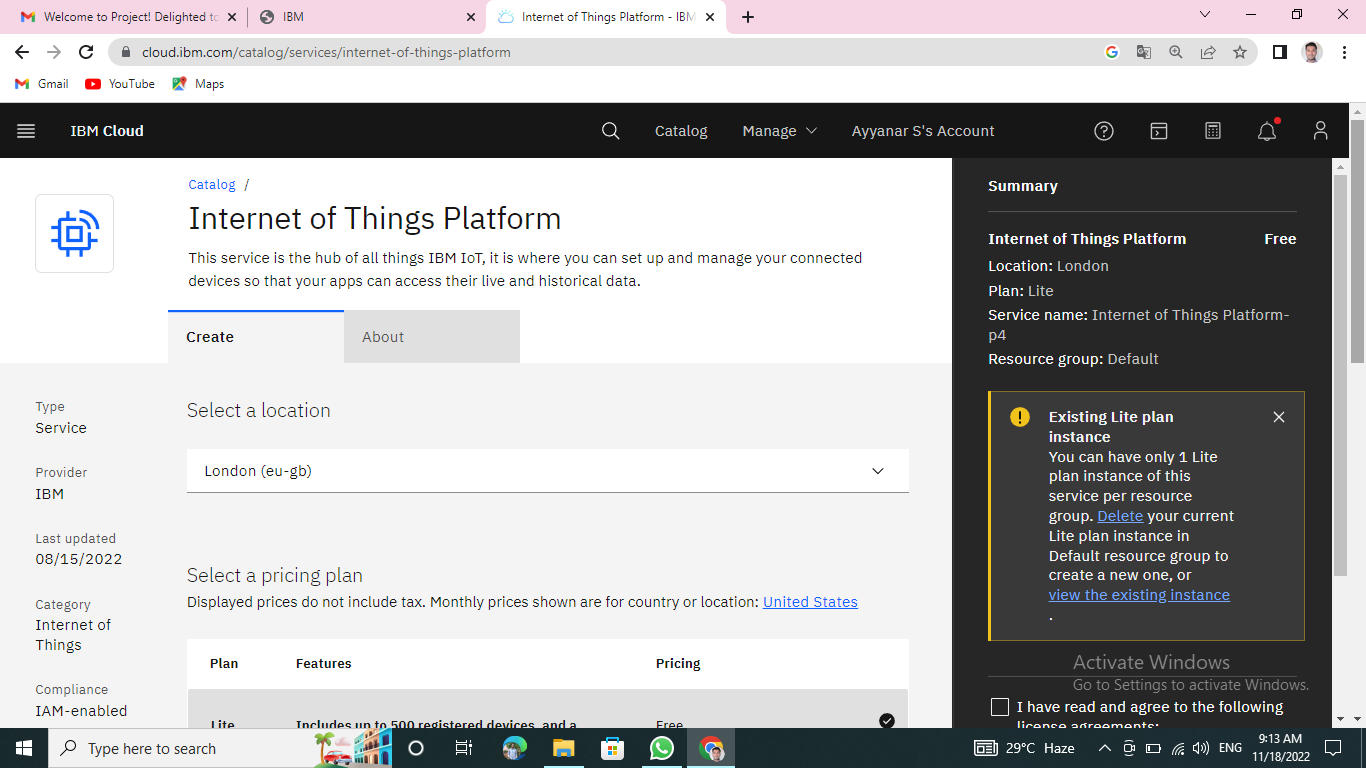 Welcome to Project! Delighted to
IBM
Internet of Things Platform - IBM
cloud.ibm.com/catalog/services/internet-of-things-platform
Gmail
YouTube
Maps
IBM Cloud
Catalog
Manage
Ayyanar S's Account
Catalog /
Internet of Things Platform
This service is the hub of all things IBM IoT, it is where you can set up and manage your connected
devices so that your apps can access their live and historical data.
Create
About
Type
Service
Provider
IBM
Last updated
08/15/2022
Category
Internet of
Things
Compliance
IAM-enabled
Select a location
London (eu-gb)
Select a pricing plan
Displayed prices do not include tax. Monthly prices shown are for country or location: United States
Plan
Features
Pricing
Lite
Includes up to 500 registered devices, and a
Free
Summary
Internet of Things Platform
Free
Location: London
Plan: Lite
Service name: Internet of Things Platform-
p4
Resource group: Default
Existing Lite plan
instance
You can have only 1 Lite
plan instance of this
service per resource
group. Delete your current
Lite plan instance in
Default resource group to
create a new one, or
view the existing instance
.
Activate Windows
Go to Settings to activate Windows.
I have read and agree to the following
license agreements:
Type here to search
29°C Haze
ENG
9:13 AM
11/18/2022